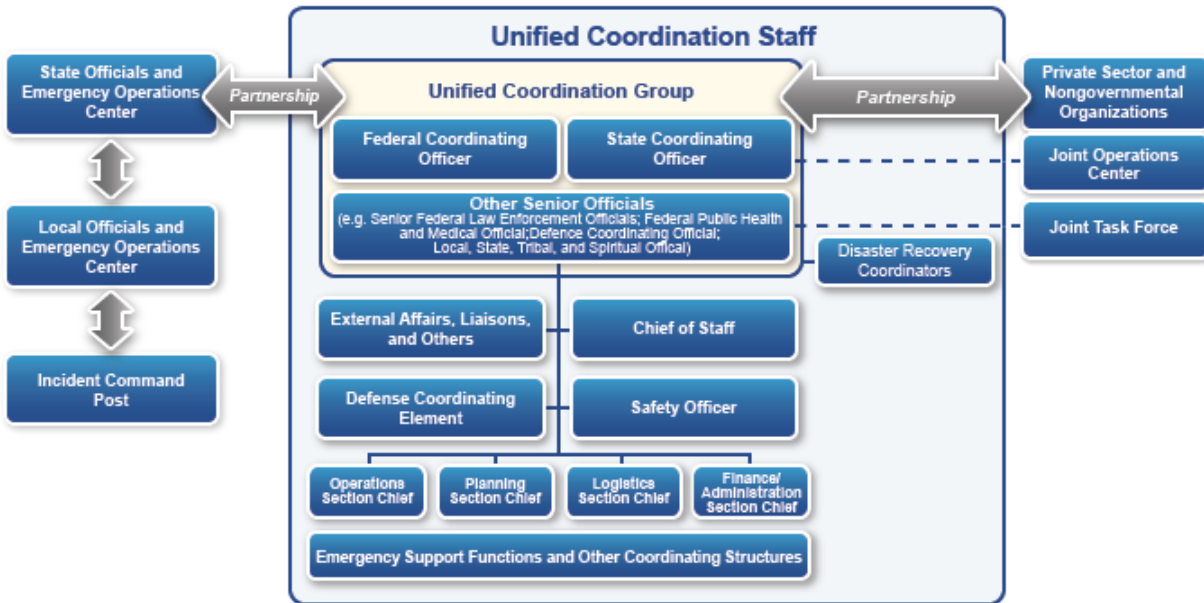 Unified Coordination Staff
State Officials and
Emergency Operations
Center
Partnership
Unified Coordination Group
Partnership
Private Sector and
Nongovernmental
Organizations
Federal Coordinating
Officer
State Coordinating
Officer
Joint Operations
Center
Local Officials and
Emergency Operations
Center
Other Senior Officials
(e.g. Senior Federal Law Enforcement Officials; Federal Public Health
and Medical Official;Defence Coordinating Official;
Local, State, Tribal, and Spiritual Offical)
Joint Task Force
Disaster Recovery
Coordinators
External Affairs, Liaisons,
and Others
Chief of Staff
Incident Command
Post
Defense Coordinating
Element
Safety Officer
Operations
Section Chief
Planning
Section Chief
Logistics
Section Chief
Finance/
Administration
Section Chief
Emergency Support Functions and Other Coordinating Structures